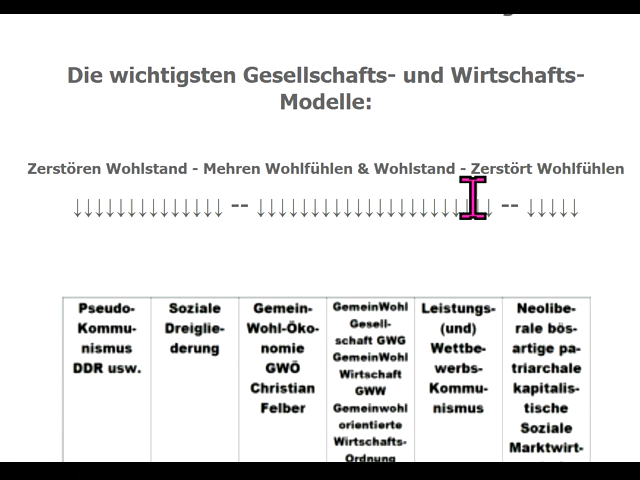 Die wichtigsten Gesellschafts- und Wirtschafts-
Modelle:
Zerstören Wohlstand - Mehren Wohlfühlen & Wohlstand - Zerstört Wohlfühlen
↓↓↓↓↓↓↓↓↓↓↓↓↓↓ -- ↓↓↓↓↓↓↓↓↓↓↓↓↓↓↓↓↓↓↓↓↓↓ -- ↓↓↓↓↓
Pseudo-
Kommu-
nismus
DDR usw.
Soziale
Dreiglie-
derung
Gemein-
Wohl-Öko-
nomie
GWÖ
Christian
Felber
GemeinWohl
Gesell-
schaft GWG
GemeinWohl
Wirtschaft
GWW
Gemeinwohl
orientierte
Wirtschafts-
Ordnung
Leistungs-
(und)
Wettbe-
werbs-
Kommu-
nismus
Neolibe-
rale bös-
artige pa-
triarchale
kapitalis-
tische
Soziale
Marktwirt-